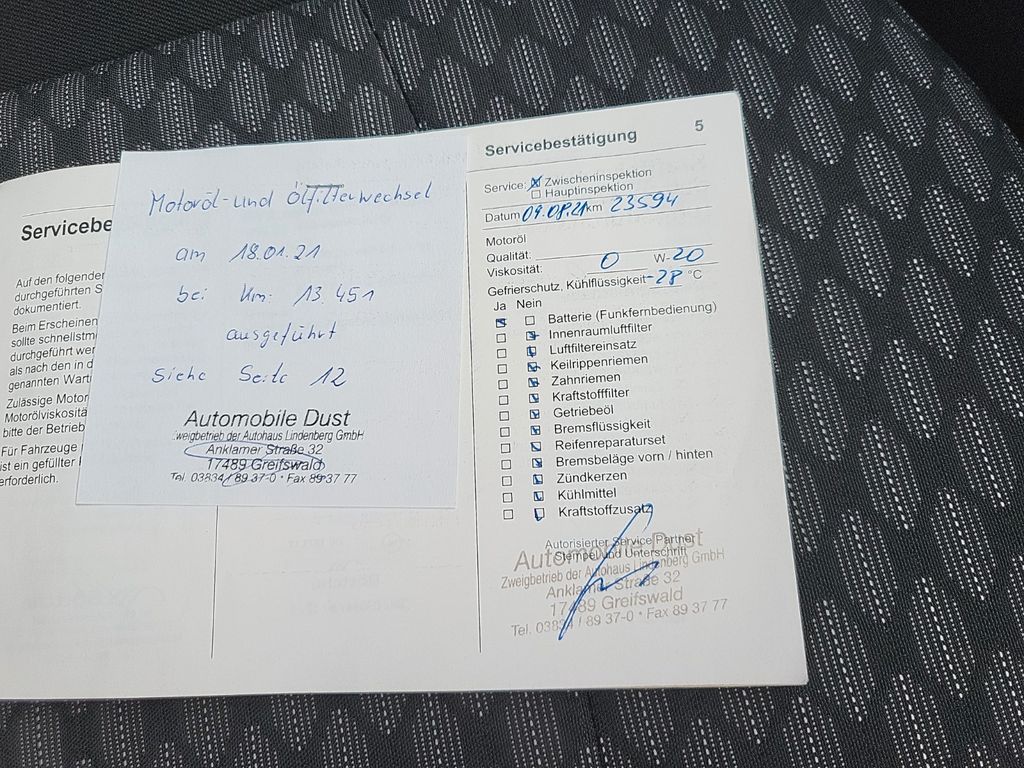 Servicebe
Auf den folgender
durchgeführten S
dokumentiert.
Beim Erscheinen
sollte schnellstm
durchgeführt wer
als nach den in d
genannten Warti
Zulässige Motor
Motorölviskositä
bitte der Betrieb
Für Fahrzeuge
ist ein gefüllter
erforderlich.
Motoröl- und Ölfilterwechsel
am 18.01.21
bei Km: 13.451
ausgeführt
Siehe Seite 12
Automobile Dust
Zweigbetrieb der Autohaus Lindenberg GmbH
Anklamer Straße 32
17489 Greifswald
Tel. 03834 / 89 37-0 • Fax 89 37 77
Servicebestätigung 5
Service: ☒ Zwischeninspektion
☐ Hauptinspektion
Datum 09.08.21 km 23594
Motoröl
Qualität:
Viskosität: 0 W-20
Gefrierschutz, Kühlflüssigkeit -28 °C
Ja Nein
☒ ☐ Batterie (Funkfernbedienung)
☐ ☒ Innenraumluftfilter
☐ ☒ Luftfiltereinsatz
☐ ☒ Keilrippenriemen
☐ ☒ Zahnriemen
☐ ☒ Kraftstofffilter
☐ ☒ Getriebeöl
☐ ☒ Bremsflüssigkeit
☐ ☒ Reifenreparaturset
☐ ☒ Bremsbeläge vorn / hinten
☐ ☒ Zündkerzen
☐ ☒ Kühlmittel
☐ ☒ Kraftstoffzusatz
Autorisierter Service Partner
Stempel und Unterschrift
Automobile Dust
Zweigbetrieb der Autohaus Lindenberg GmbH
Anklamer Straße 32
17489 Greifswald
Tel. 03834 / 89 37-0 • Fax 89 37 77